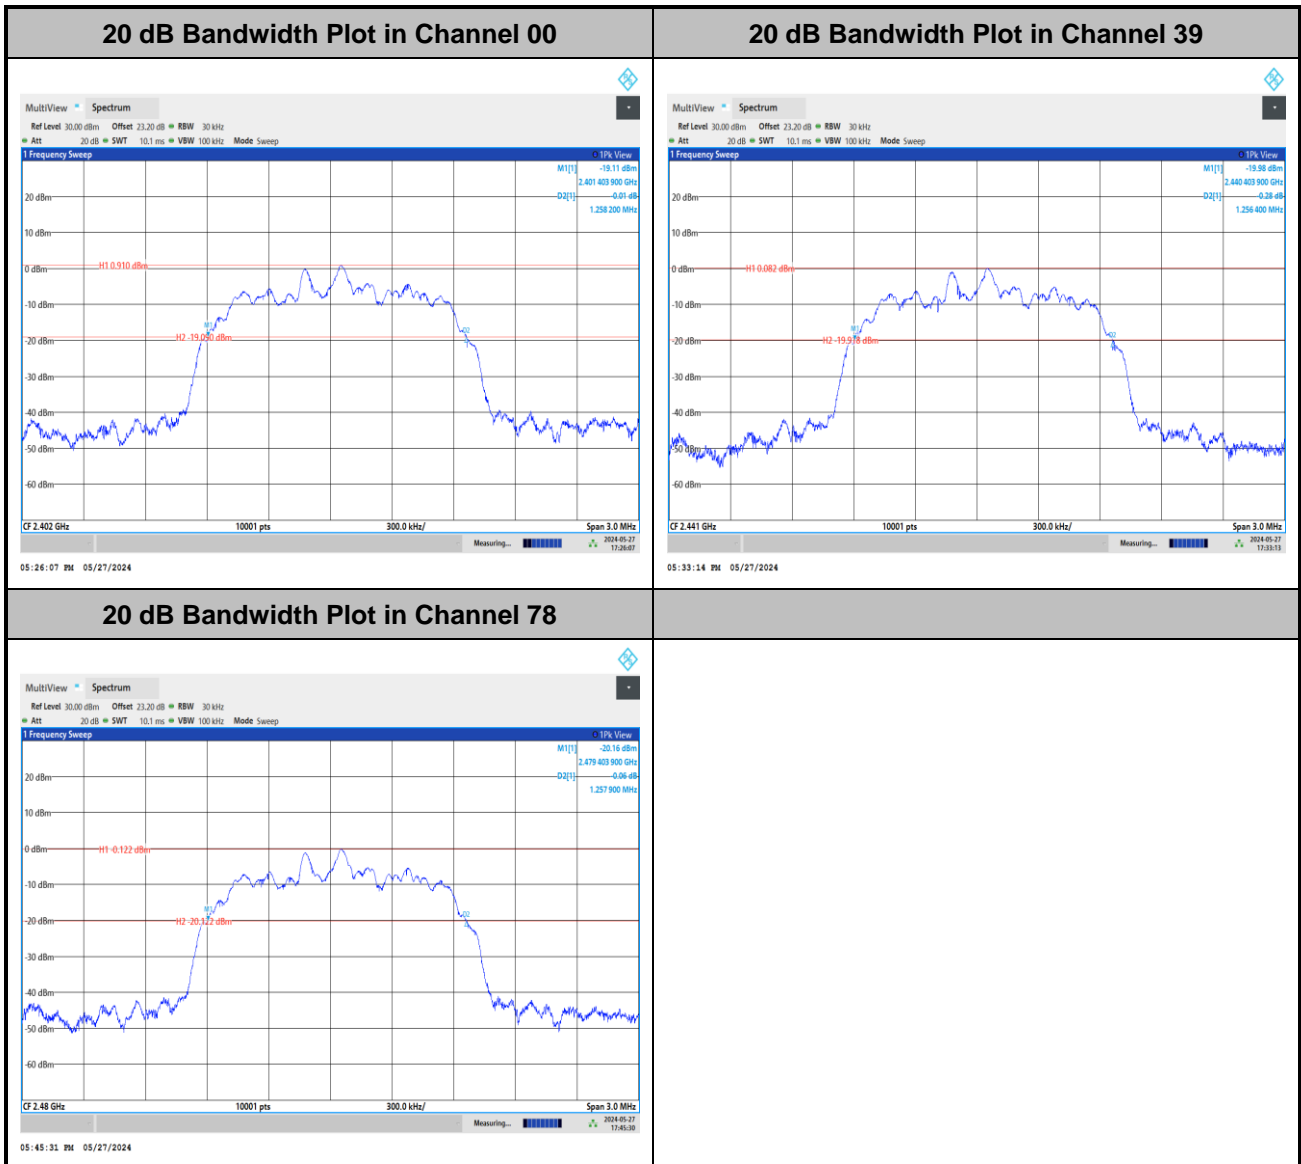 20 dB Bandwidth Plot in Channel 00
20 dB Bandwidth Plot in Channel 39
MultiView Spectrum
Ref Level 30.00 dBm Offset 23.20 dB RBW 30 kHz
Att 20 dB SWT 10.1 ms VBW 100 kHz Mode Sweep
1 Frequency Sweep 1Pk View
M1[1] -19.11 dBm
2.401 403 900 GHz
D2[1] -0.01 dB
1.258 200 MHz
20 dBm
10 dBm
0 dBm
H1 0.910 dBm
-10 dBm
M1
H2 -19.090 dBm
D2
-20 dBm
-30 dBm
-40 dBm
-50 dBm
-60 dBm
CF 2.402 GHz 10001 pts 300.0 kHz/ Span 3.0 MHz
Measuring... 2024-05-27
17:26:07
05:26:07 PM 05/27/2024
MultiView Spectrum
Ref Level 30.00 dBm Offset 23.20 dB RBW 30 kHz
Att 20 dB SWT 10.1 ms VBW 100 kHz Mode Sweep
1 Frequency Sweep 1Pk View
M1[1] -19.98 dBm
2.440 403 900 GHz
D2[1] -0.28 dB
1.256 400 MHz
20 dBm
10 dBm
0 dBm
H1 0.082 dBm
-10 dBm
M1
H2 -19.918 dBm
D2
-20 dBm
-30 dBm
-40 dBm
-50 dBm
-60 dBm
CF 2.441 GHz 10001 pts 300.0 kHz/ Span 3.0 MHz
Measuring... 2024-05-27
17:33:13
05:33:14 PM 05/27/2024
20 dB Bandwidth Plot in Channel 78
MultiView Spectrum
Ref Level 30.00 dBm Offset 23.20 dB RBW 30 kHz
Att 20 dB SWT 10.1 ms VBW 100 kHz Mode Sweep
1 Frequency Sweep 1Pk View
M1[1] -20.16 dBm
2.479 403 900 GHz
D2[1] -0.06 dB
1.257 900 MHz
20 dBm
10 dBm
0 dBm
H1 -0.122 dBm
-10 dBm
M1
H2 -20.122 dBm
D2
-20 dBm
-30 dBm
-40 dBm
-50 dBm
-60 dBm
CF 2.48 GHz 10001 pts 300.0 kHz/ Span 3.0 MHz
Measuring... 2024-05-27
17:45:30
05:45:31 PM 05/27/2024